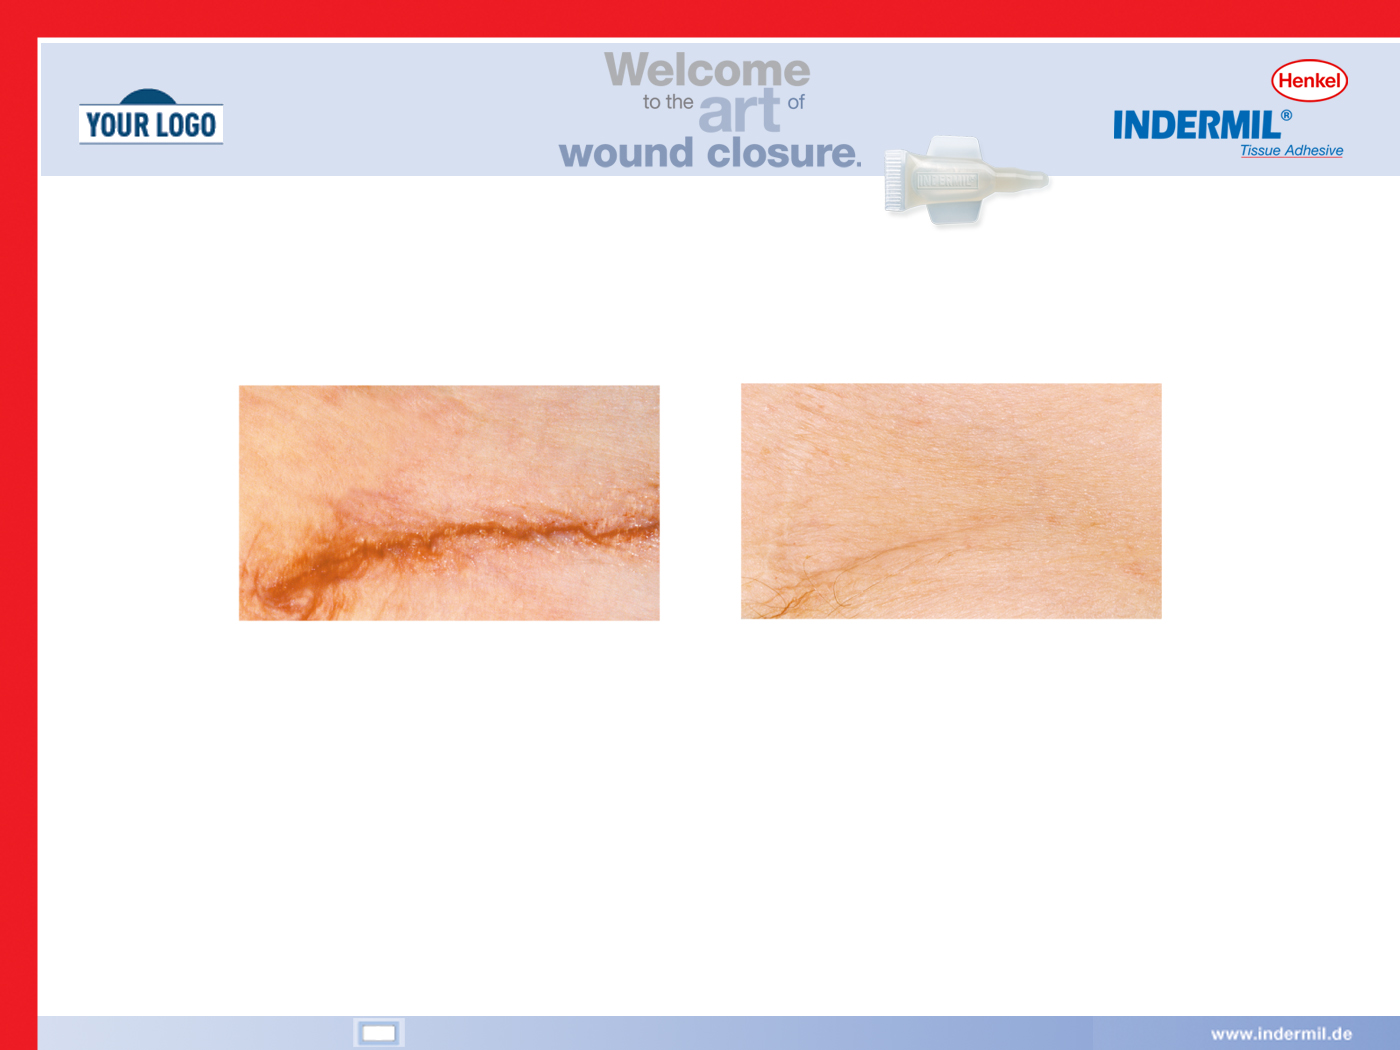 YOUR LOGO
Welcome
to the art of
wound closure.
Henkel
INDERMIL®
Tissue Adhesive
INDERMIL
www.indermil.de